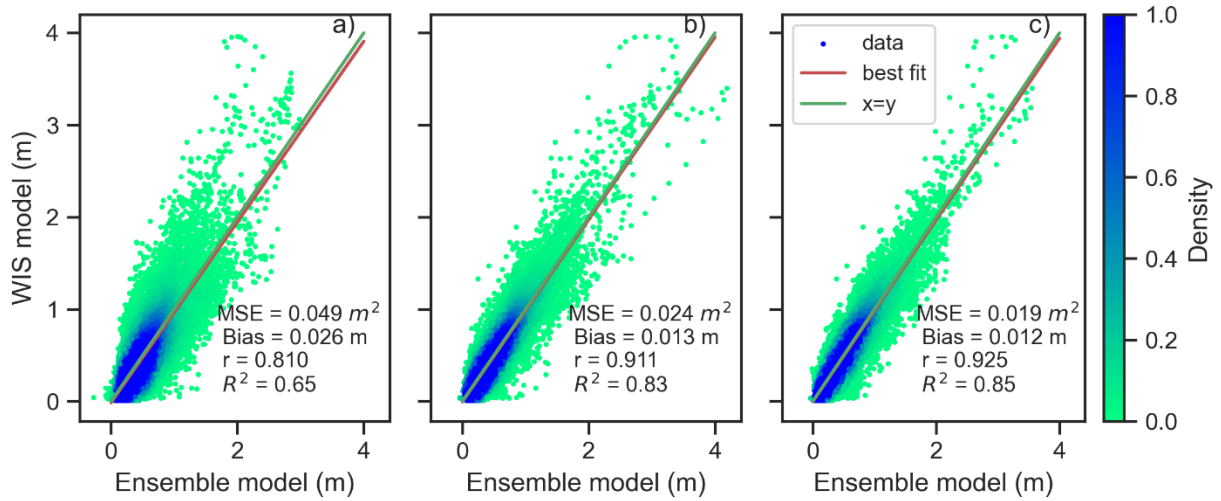 a)
b)
c)
data
best fit
x=y
WIS model (m)
4
3
2
1
0
MSE = 0.049 m²
Bias = 0.026 m
r = 0.810
R² = 0.65
MSE = 0.024 m²
Bias = 0.013 m
r = 0.911
R² = 0.83
MSE = 0.019 m²
Bias = 0.012 m
r = 0.925
R² = 0.85
0 2 4
0 2 4
0 2 4
Ensemble model (m)
Ensemble model (m)
Ensemble model (m)
1.0
0.8
0.6
0.4
0.2
0.0
Density